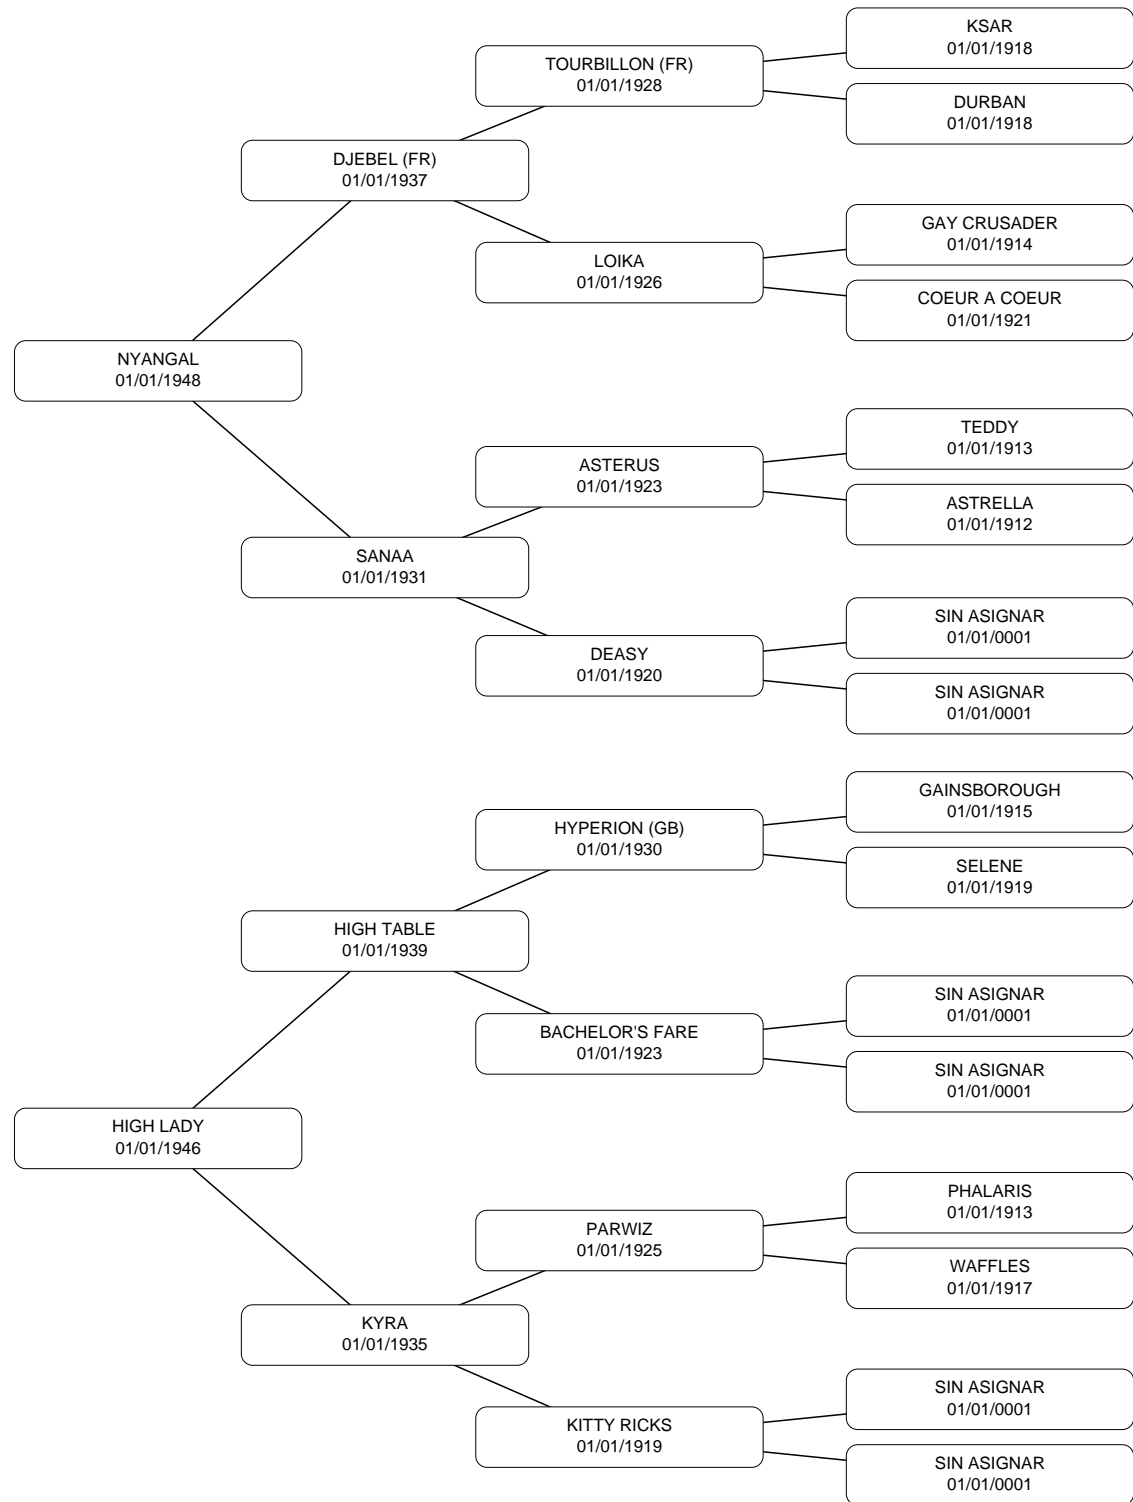 KSAR
01/01/1918
TOURBILLON (FR)
01/01/1928
DURBAN
01/01/1918
DJEBEL (FR)
01/01/1937
GAY CRUSADER
01/01/1914
LOIKA
01/01/1926
COEUR A COEUR
01/01/1921
NYANGAL
01/01/1948
TEDDY
01/01/1913
ASTERUS
01/01/1923
ASTRELLA
01/01/1912
SANAA
01/01/1931
SIN ASIGNAR
01/01/0001
DEASY
01/01/1920
SIN ASIGNAR
01/01/0001
GAINSBOROUGH
01/01/1915
HYPERION (GB)
01/01/1930
SELENE
01/01/1919
HIGH TABLE
01/01/1939
SIN ASIGNAR
01/01/0001
BACHELOR'S FARE
01/01/1923
SIN ASIGNAR
01/01/0001
HIGH LADY
01/01/1946
PHALARIS
01/01/1913
PARWIZ
01/01/1925
WAFFLES
01/01/1917
KYRA
01/01/1935
SIN ASIGNAR
01/01/0001
KITTY RICKS
01/01/1919
SIN ASIGNAR
01/01/0001